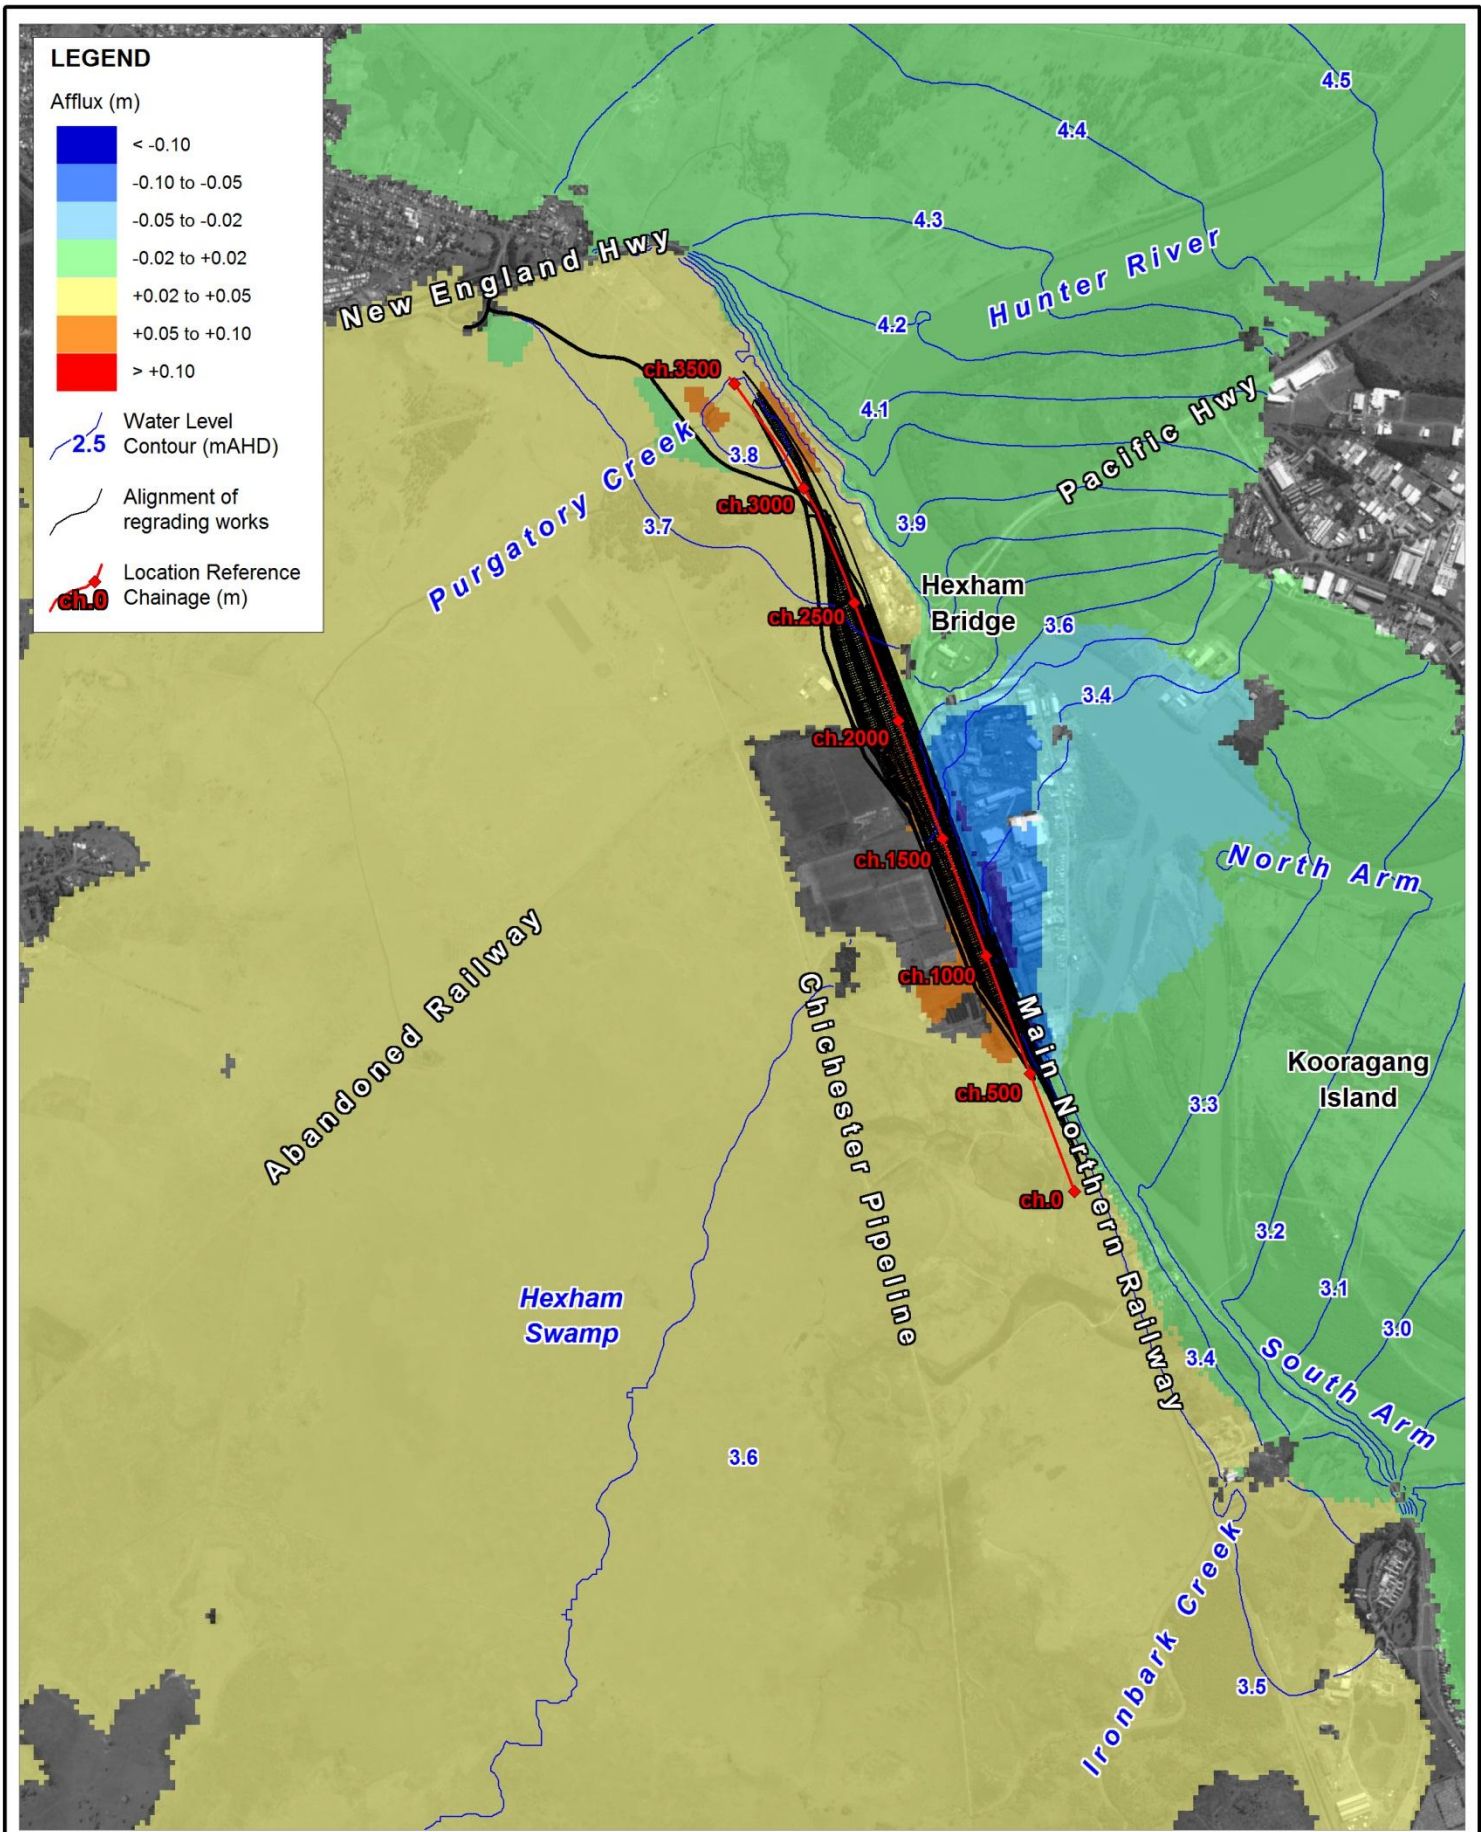 LEGEND
Afflux (m)
< -0.10
-0.10 to -0.05
-0.05 to -0.02
-0.02 to +0.02
+0.02 to +0.05
+0.05 to +0.10
> +0.10
Water Level
Contour (mAHD)
2.5
Alignment of
regrading works
Location Reference
Chainage (m)
ch.0
4.5
4.4
4.3
New England Hwy
Hunter River
4.2
ch.3500
4.1
Pacific Hwy
3.8
Purgatory Creek
ch.3000
3.9
3.7
Hexham
Bridge
ch.2500
3.6
3.4
ch.2000
ch.1500
North Arm
Abandoned Railway
ch.1000
Chichester Pipeline
Main Northern Railway
Kooragang
Island
ch.500
3.3
ch.0
3.2
3.1
Hexham
Swamp
3.0
3.4
South Arm
3.6
Ironbark Creek
3.5